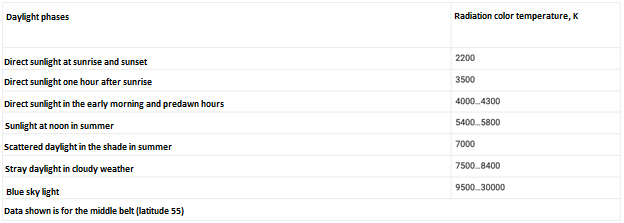 Daylight phases Radiation color temperature, K
Direct sunlight at sunrise and sunset 2200
Direct sunlight one hour after sunrise 3500
Direct sunlight in the early morning and predawn hours 4000...4300
Sunlight at noon in summer 5400...5800
Scattered daylight in the shade in summer 7000
Stray daylight in cloudy weather 7500...8400
Blue sky light 9500...30000
Data shown is for the middle belt (latitude 55)